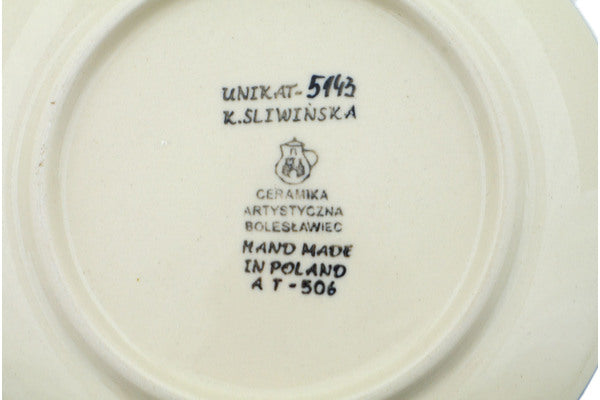 UNIKAT-5143
K.SLIWIŃSKA
CERAMIKA
ARTYSTYCZNA
BOLESŁAWIEC
HAND MADE
IN POLAND
A T - 506